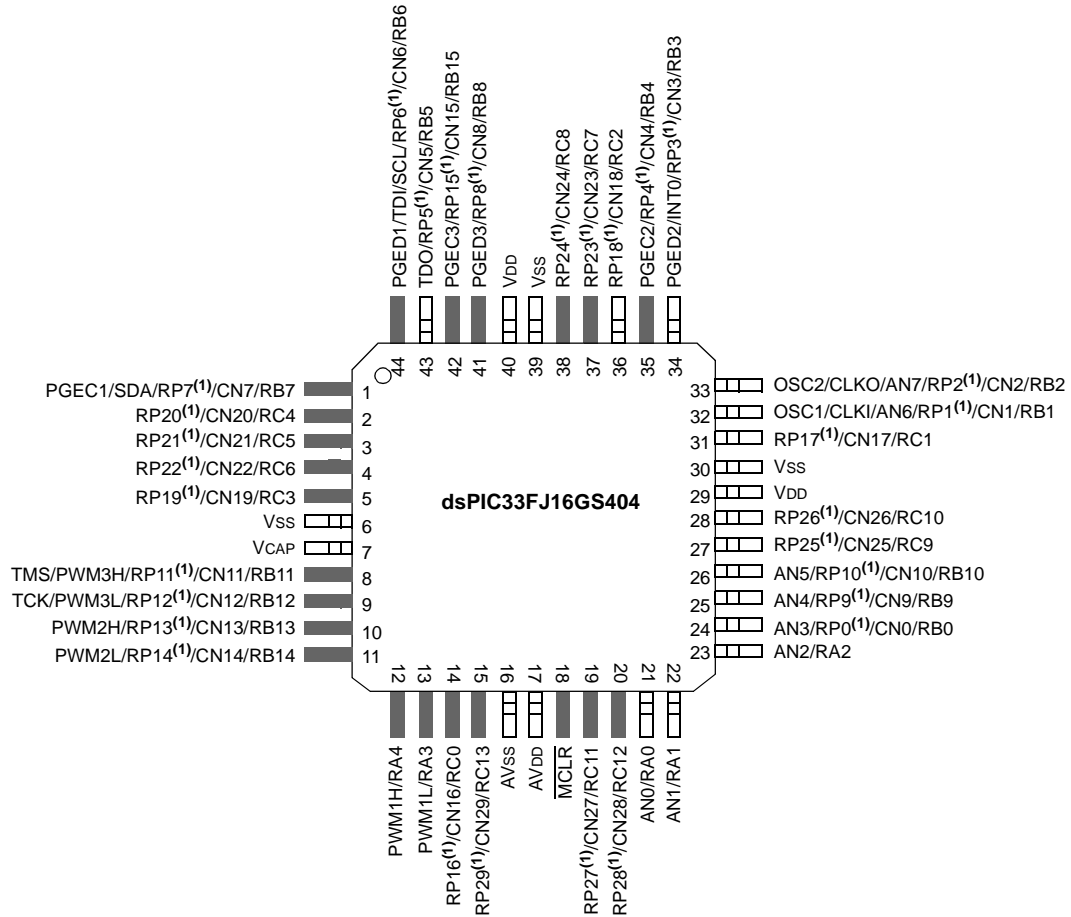 PGED1/TDI/SCL/RP6(1)/CN6/RB6
TDO/RP5(1)/CN5/RB5
PGEC3/RP15(1)/CN15/RB15
PGED3/RP8(1)/CN8/RB8
VDD
VSS
RP24(1)/CN24/RC8
RP23(1)/CN23/RC7
RP18(1)/CN18/RC2
PGEC2/RP4(1)/CN4/RB4
PGED2/INT0/RP3(1)/CN3/RB3
44
43
42
41
40
39
38
37
36
35
34
PGEC1/SDA/RP7(1)/CN7/RB7
1
RP20(1)/CN20/RC4
2
RP21(1)/CN21/RC5
3
RP22(1)/CN22/RC6
4
RP19(1)/CN19/RC3
5
VSS
6
VCAP
7
TMS/PWM3H/RP11(1)/CN11/RB11
8
TCK/PWM3L/RP12(1)/CN12/RB12
9
PWM2H/RP13(1)/CN13/RB13
10
PWM2L/RP14(1)/CN14/RB14
11
dsPIC33FJ16GS404
33
OSC2/CLKO/AN7/RP2(1)/CN2/RB2
32
OSC1/CLKI/AN6/RP1(1)/CN1/RB1
31
RP17(1)/CN17/RC1
30
VSS
29
VDD
28
RP26(1)/CN26/RC10
27
RP25(1)/CN25/RC9
26
AN5/RP10(1)/CN10/RB10
25
AN4/RP9(1)/CN9/RB9
24
AN3/RP0(1)/CN0/RB0
23
AN2/RA2
12
13
14
15
16
17
18
19
20
21
22
PWM1H/RA4
PWM1L/RA3
RP16(1)/CN16/RC0
RP29(1)/CN29/RC13
AVSS
AVDD
MCLR
RP27(1)/CN27/RC11
RP28(1)/CN28/RC12
AN0/RA0
AN1/RA1